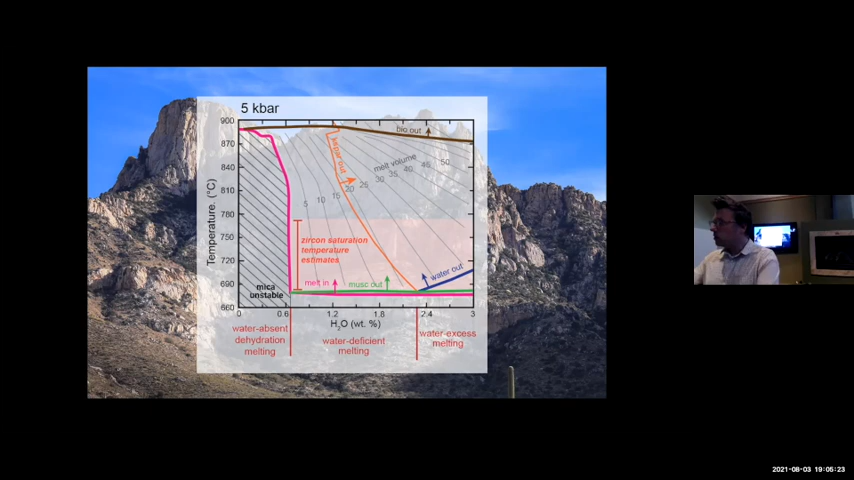 5 kbar
900
870
840
810
780
750
720
690
660
Temperature. (°C)
bio out
kspar out
melt volume
5 10 15 20 25 30 35 40 45 50
zircon saturation
temperature
estimates
melt in
musc out
water out
mica
unstable
0 0.6 1.2 1.8 2.4 3
H2O (wt. %)
water-absent
dehydration
melting
water-deficient
melting
water-excess
melting
2021-08-03 19:05:23